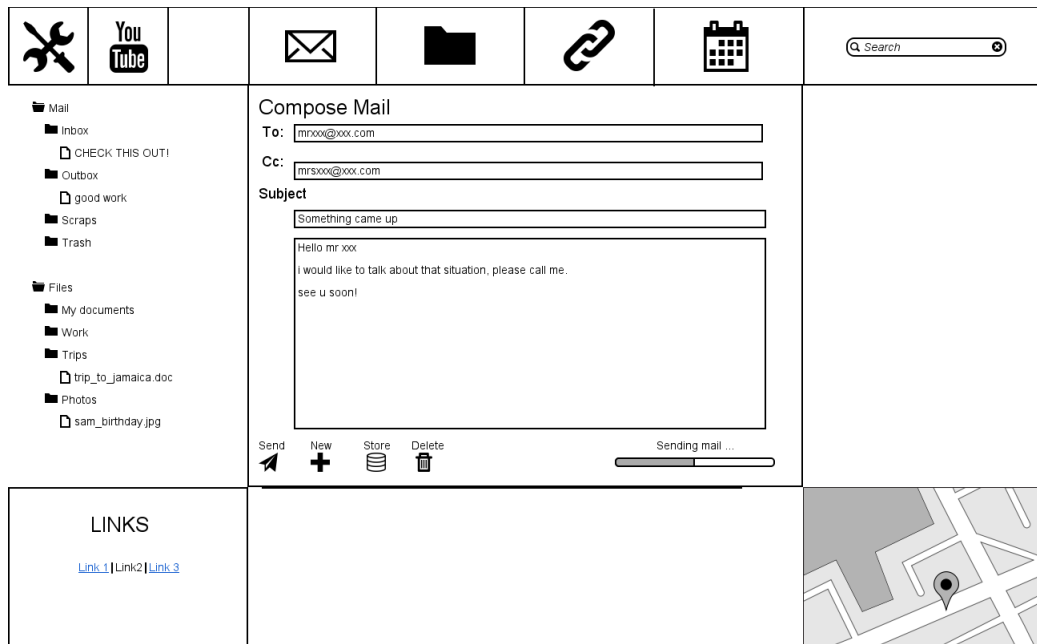 You
Tube
Search
Mail
Inbox
CHECK THIS OUT!
Outbox
good work
Scraps
Trash
Files
My documents
Work
Trips
trip_to_jamaica.doc
Photos
sam_birthday.jpg
Compose Mail
To: mrxxx@xxx.com
Cc: mrsxxx@xxx.com
Subject
Something came up
Hello mr xxx
i would like to talk about that situation, please call me.
see u soon!
Send New Store Delete Sending mail ...
LINKS
Link 1|Link2|Link 3